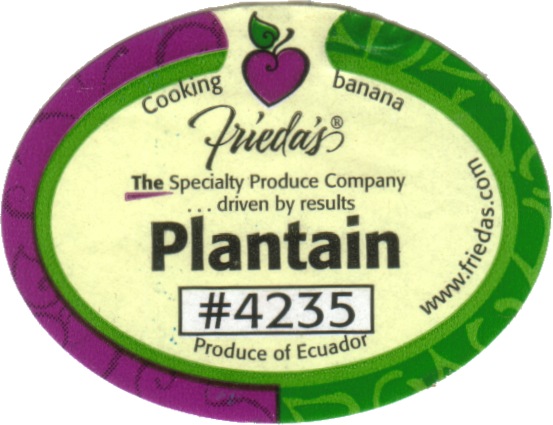 Cooking banana
Frieda's®
The Specialty Produce Company
... driven by results
Plantain
#4235
Produce of Ecuador
www.friedas.com